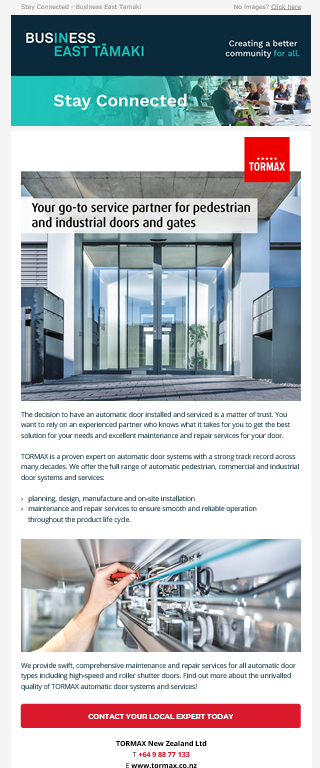 Stay Connected - Business East Tamaki
No Images? Click here
BUSINESS
EAST TĀMAKI
Creating a better
community for all.
Stay Connected
TORMAX
Your go-to service partner for pedestrian
and industrial doors and gates
The decision to have an automatic door installed and serviced is a matter of trust. You
want to rely on an experienced partner who knows what it takes for you to get the best
solution for your needs and excellent maintenance and repair services for your door.
TORMAX is a proven expert on automatic door systems with a strong track record across
many decades. We offer the full range of automatic pedestrian, commercial and industrial
door systems and services:
› planning, design, manufacture and on-site installation
› maintenance and repair services to ensure smooth and reliable operation
throughout the product life cycle.
We provide swift, comprehensive maintenance and repair services for all automatic door
types including high-speed and roller shutter doors. Find out more about the unrivalled
quality of TORMAX automatic door systems and services!
CONTACT YOUR LOCAL EXPERT TODAY
TORMAX New Zealand Ltd
T +64 9 88 77 133
E www.tormax.co.nz